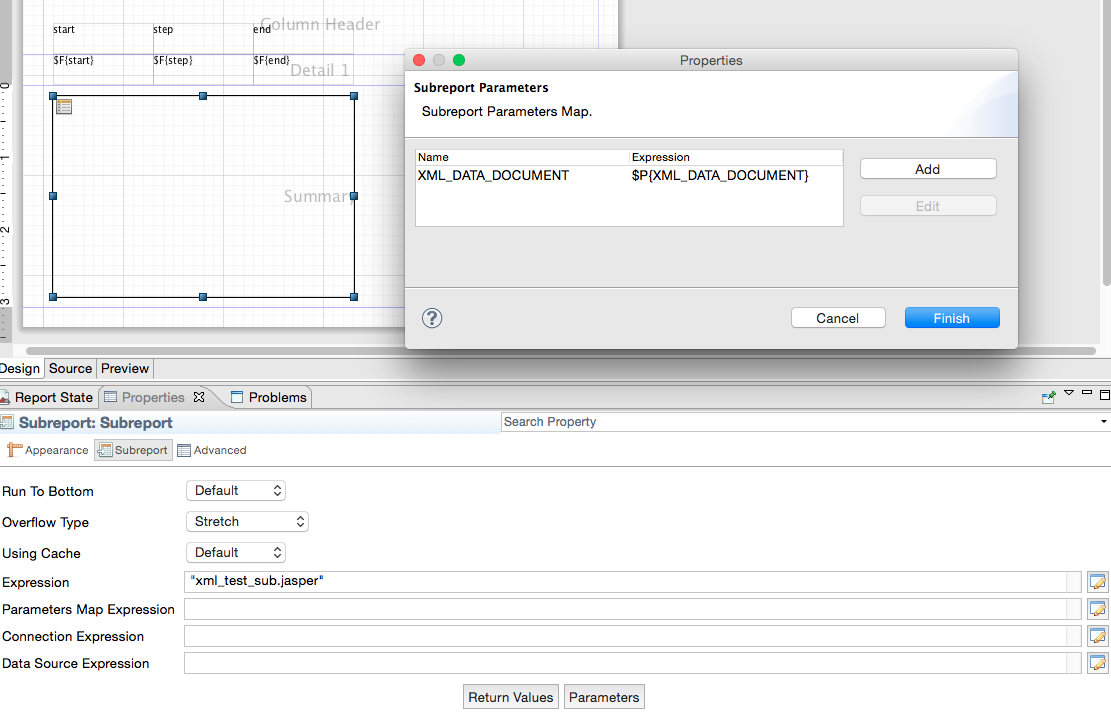 start step end Column Header
$F{start} $F{step} $F{end} Detail 1
Summary
0
1
2
3
Properties
Subreport Parameters
Subreport Parameters Map.
Name Expression
XML_DATA_DOCUMENT $P{XML_DATA_DOCUMENT}
Add
Edit
?
Cancel Finish
Design Source Preview
Report State Properties Problems
Subreport: Subreport Search Property
Appearance Subreport Advanced
Run To Bottom Default
Overflow Type Stretch
Using Cache Default
Expression "xml_test_sub.jasper"
Parameters Map Expression
Connection Expression
Data Source Expression
Return Values Parameters